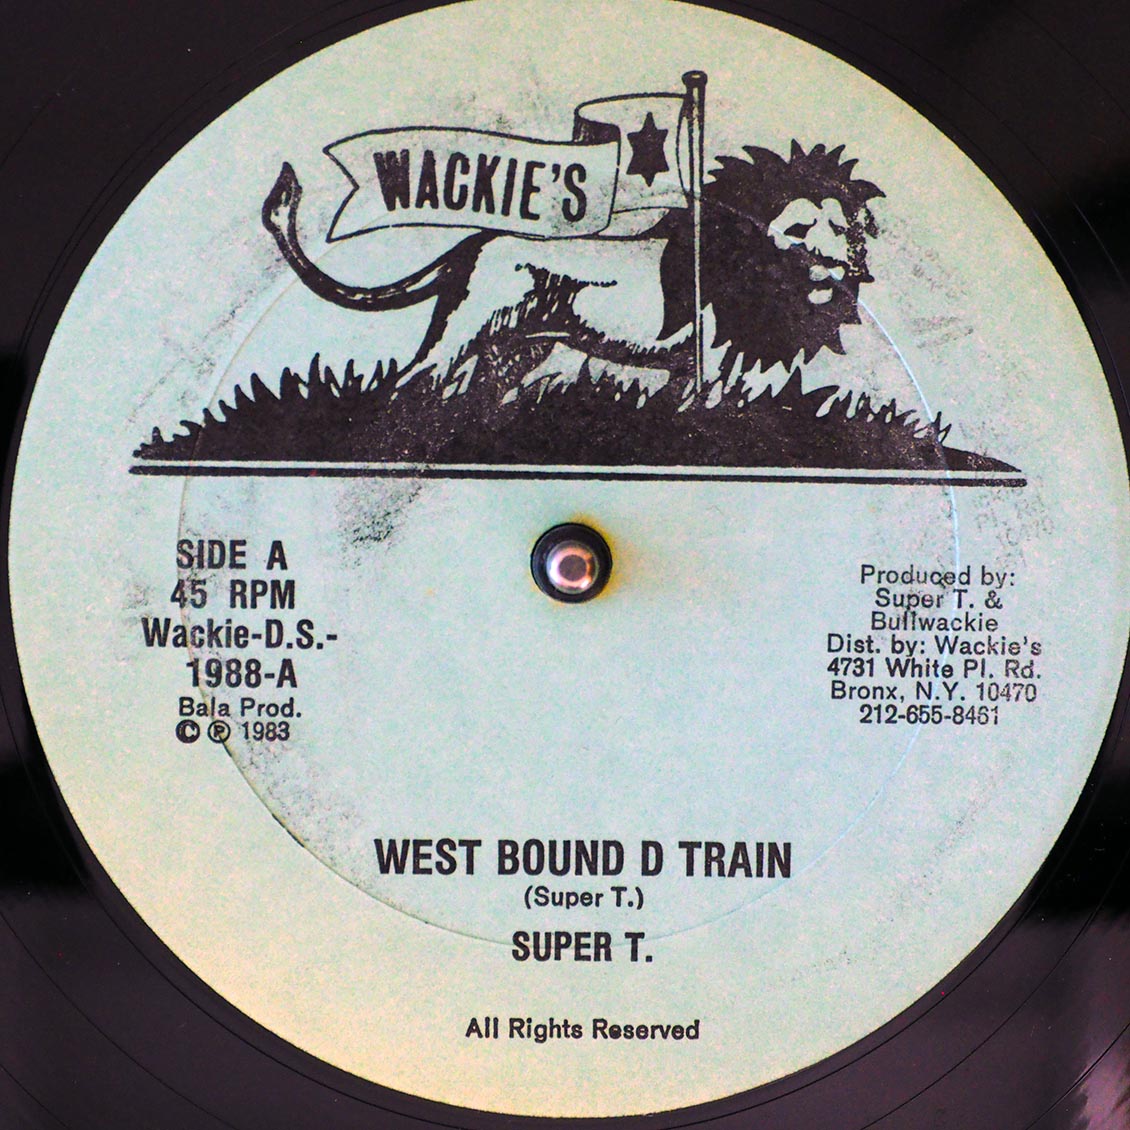 WACKIE'S
SIDE A
45 RPM
Wackie-D.S.-
1988-A
Bala Prod.
© ℗ 1983
Produced by:
Super T. &
Bullwackie
Dist. by: Wackie's
4731 White Pl. Rd.
Bronx, N.Y. 10470
212-655-8461
WEST BOUND D TRAIN
(Super T.)
SUPER T.
All Rights Reserved